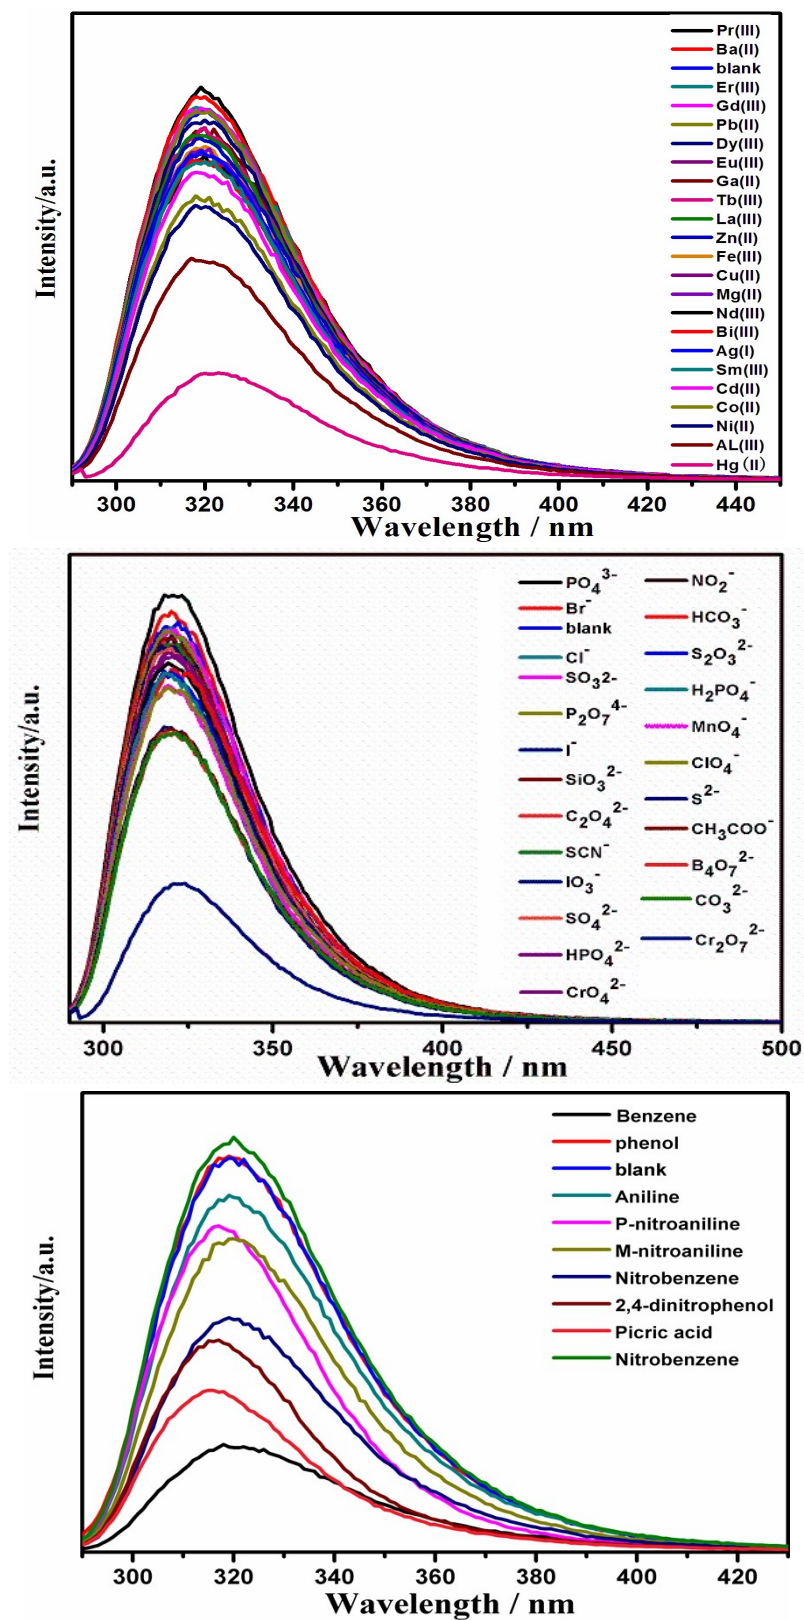 Intensity/a.u.
Pr(III)
Ba(II)
blank
Er(III)
Gd(III)
Pb(II)
Dy(III)
Eu(III)
Ga(II)
Tb(III)
La(III)
Zn(II)
Fe(III)
Cu(II)
Mg(II)
Nd(III)
Bi(III)
Ag(I)
Sm(III)
Cd(II)
Co(II)
Ni(II)
AL(III)
Hg（II）
300 320 340 360 380 400 420 440
Wavelength / nm
Intensity/a.u.
PO₄³⁻
Br⁻
blank
Cl⁻
SO₃²⁻
P₂O₇⁴⁻
I⁻
SiO₃²⁻
C₂O₄²⁻
SCN⁻
IO₃⁻
SO₄²⁻
HPO₄²⁻
CrO₄²⁻
NO₂⁻
HCO₃⁻
S₂O₃²⁻
H₂PO₄⁻
MnO₄⁻
ClO₄⁻
S²⁻
CH₃COO⁻
B₄O₇²⁻
CO₃²⁻
Cr₂O₇²⁻
300 350 400 450 500
Wavelength / nm
Intensity/a.u.
Benzene
phenol
blank
Aniline
P-nitroaniline
M-nitroaniline
Nitrobenzene
2,4-dinitrophenol
Picric acid
Nitrobenzene
300 320 340 360 380 400 420
Wavelength / nm